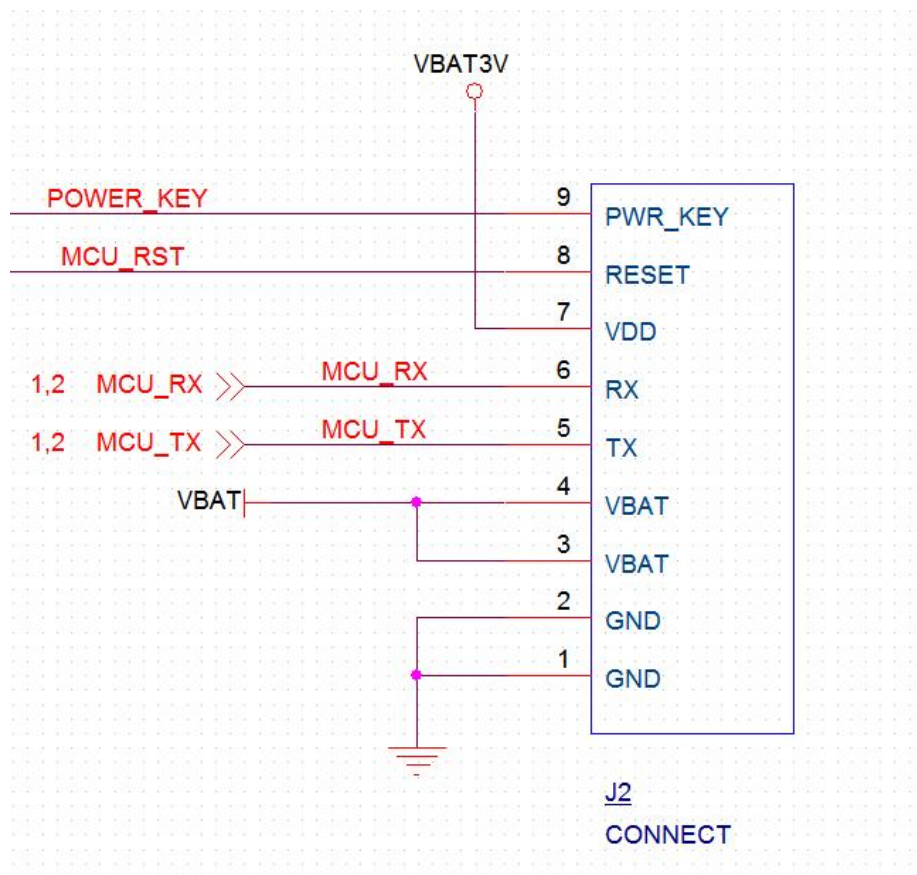 VBAT3V
POWER_KEY 9 PWR_KEY
MCU_RST 8 RESET
7 VDD
1,2 MCU_RX MCU_RX 6 RX
1,2 MCU_TX MCU_TX 5 TX
VBAT 4 VBAT
3 VBAT
2 GND
1 GND
J2
CONNECT